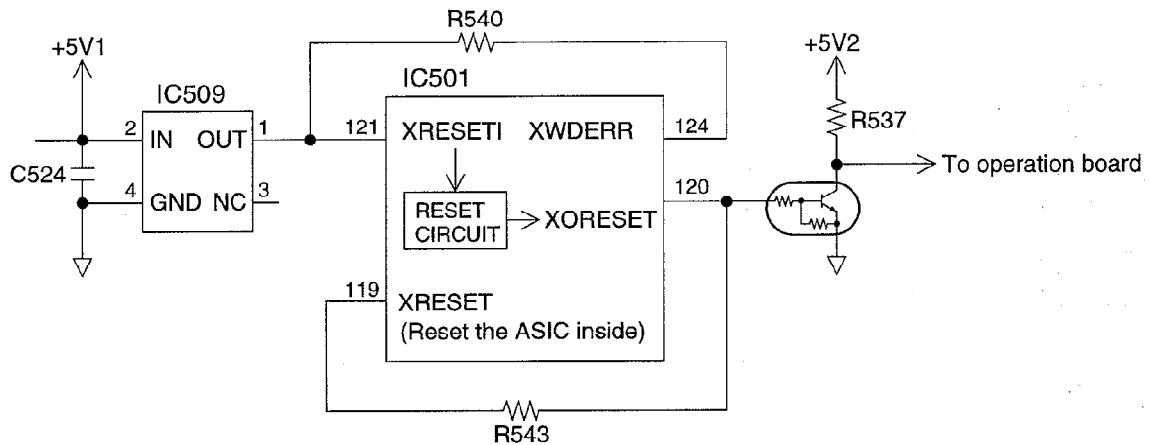 R540
+5V1
+5V2
IC509
IC501
R537
2
IN
OUT
1
121
XRESETI
XWDERR
124
C524
To operation board
4
GND
NC
3
RESET
CIRCUIT
XORESET
120
119
XRESET
(Reset the ASIC inside)
R543